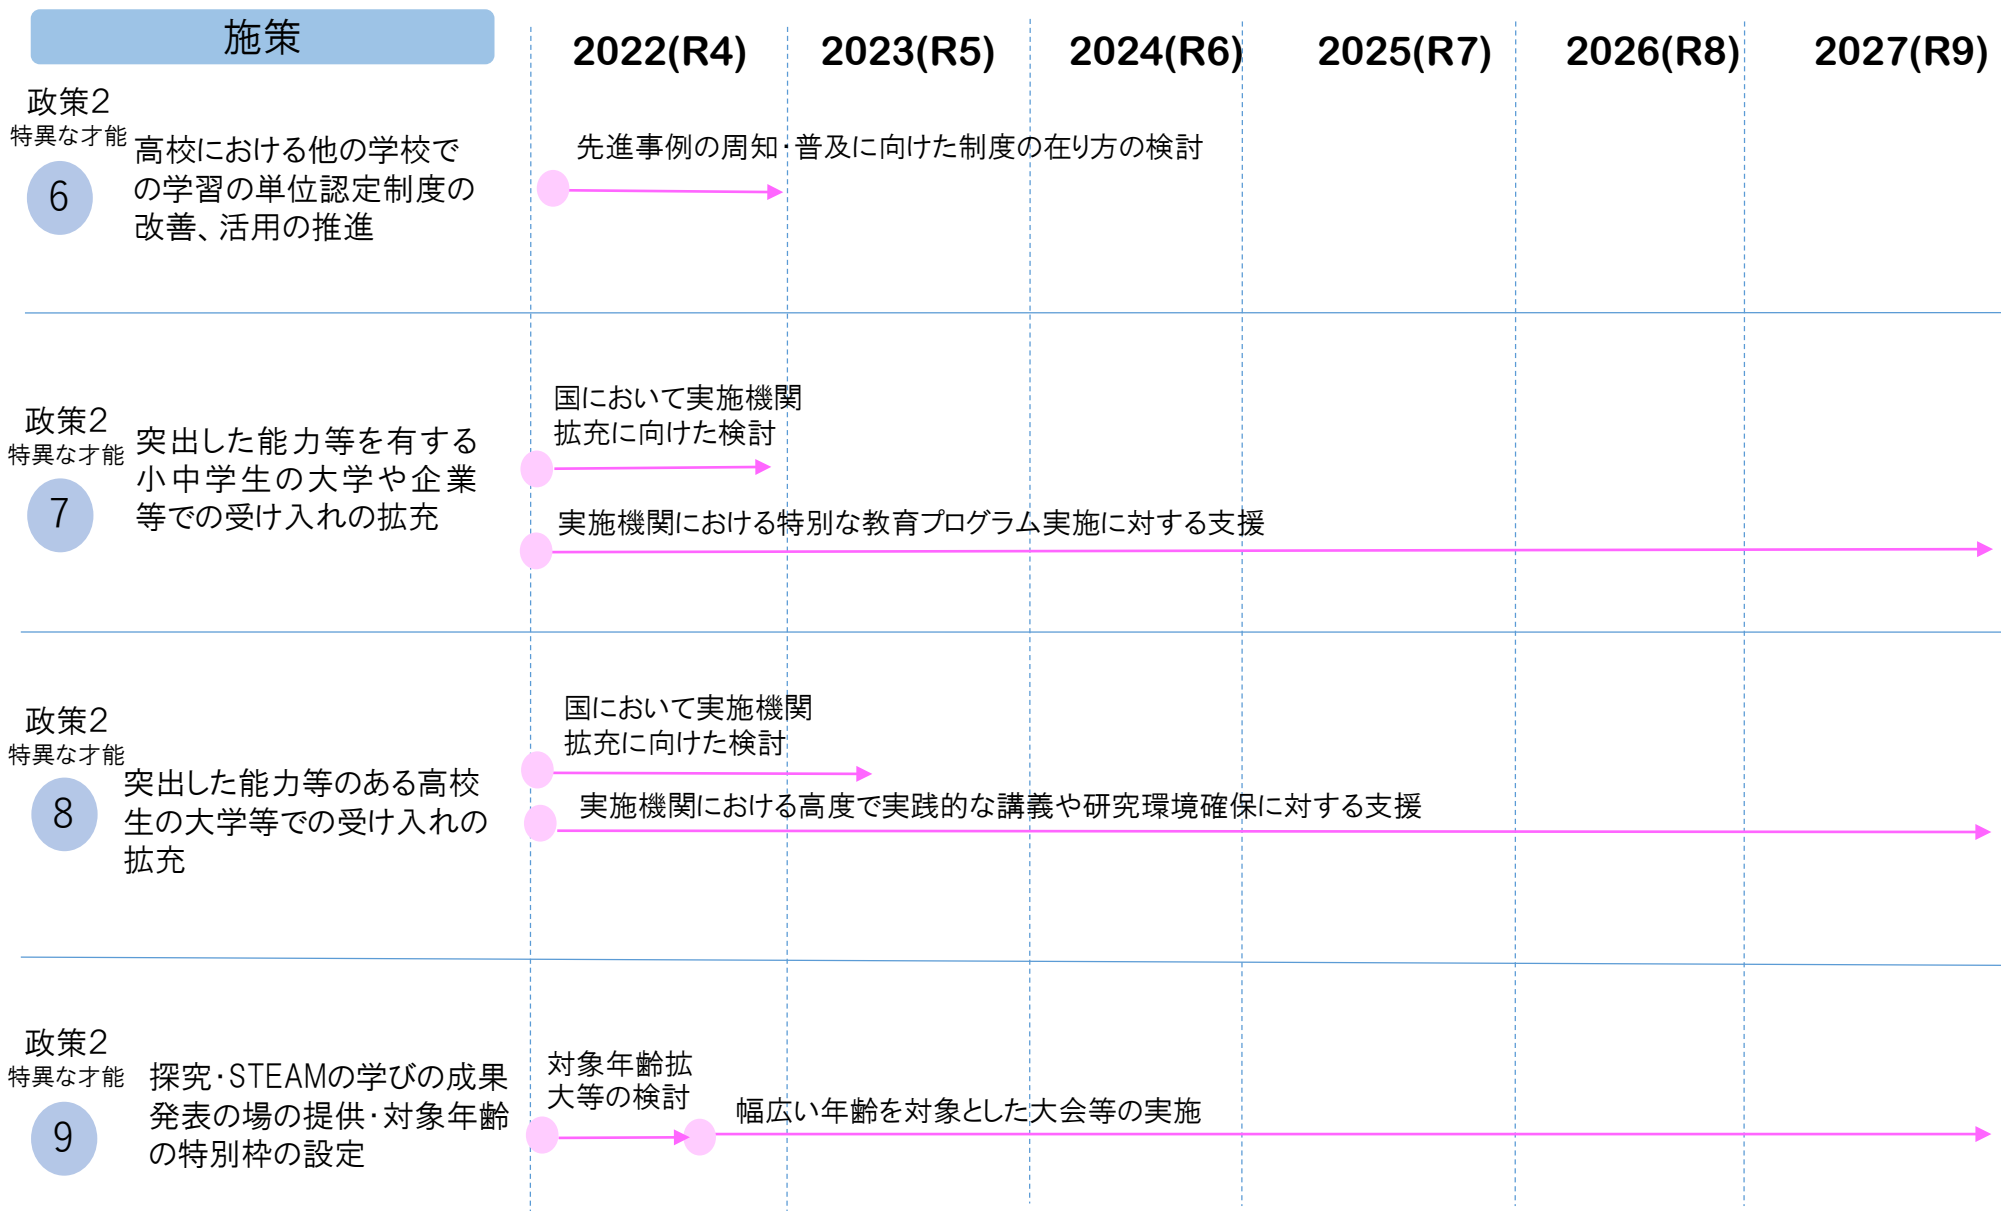 施策
2022(R4)
2023(R5)
2024(R6)
2025(R7)
2026(R8)
2027(R9)
政策2
特異な才能
6
高校における他の学校で
の学習の単位認定制度の
改善、活用の推進
先進事例の周知・普及に向けた制度の在り方の検討
政策2
特異な才能
7
突出した能力等を有する
小中学生の大学や企業
等での受け入れの拡充
国において実施機関
拡充に向けた検討
実施機関における特別な教育プログラム実施に対する支援
政策2
特異な才能
8
突出した能力等のある高校
生の大学等での受け入れの
拡充
国において実施機関
拡充に向けた検討
実施機関における高度で実践的な講義や研究環境確保に対する支援
政策2
特異な才能
9
探究・STEAMの学びの成果
発表の場の提供・対象年齢
の特別枠の設定
対象年齢拡
大等の検討
幅広い年齢を対象とした大会等の実施